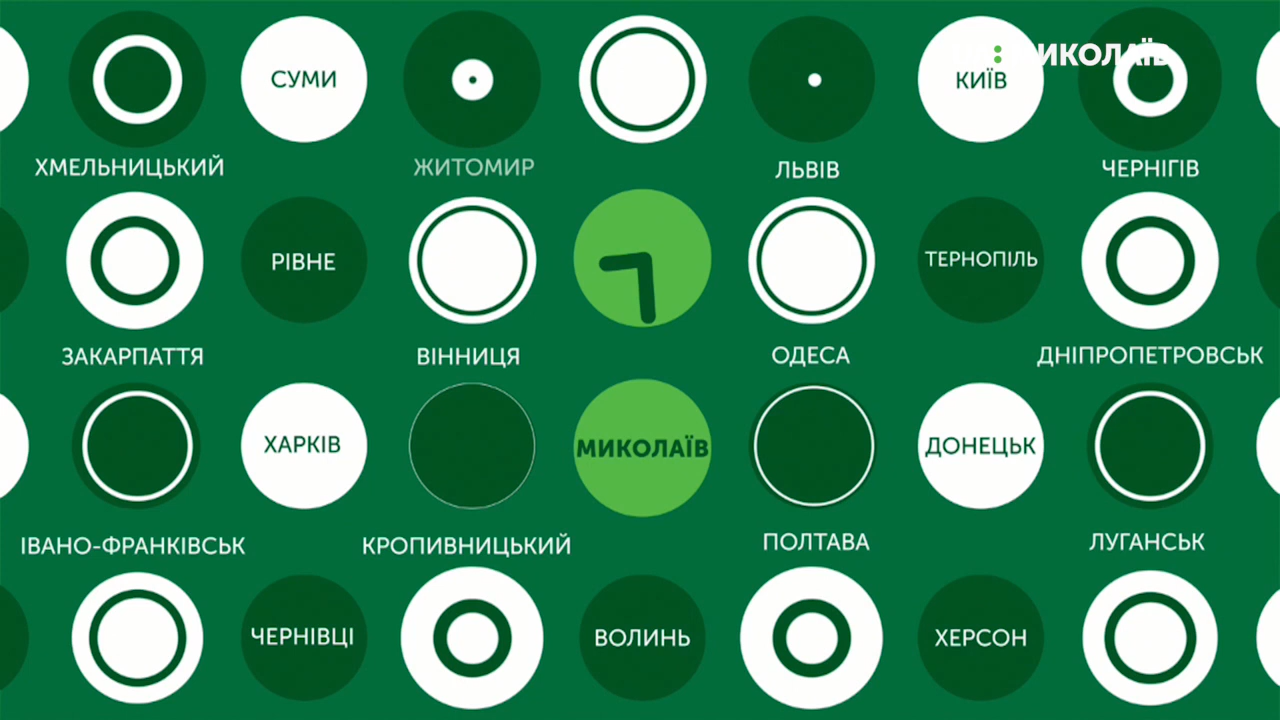 СУМИ
КИЇВ
:МИКОЛАЇВ
ХМЕЛЬНИЦЬКИЙ
ЖИТОМИР
ЛЬВІВ
ЧЕРНІГІВ
РІВНЕ
ТЕРНОПІЛЬ
ЗАКАРПАТТЯ
ВІННИЦЯ
ОДЕСА
ДНІПРОПЕТРОВСЬК
ХАРКІВ
МИКОЛАЇВ
ДОНЕЦЬК
ІВАНО-ФРАНКІВСЬК
КРОПИВНИЦЬКИЙ
ПОЛТАВА
ЛУГАНСЬК
ЧЕРНІВЦІ
ВОЛИНЬ
ХЕРСОН